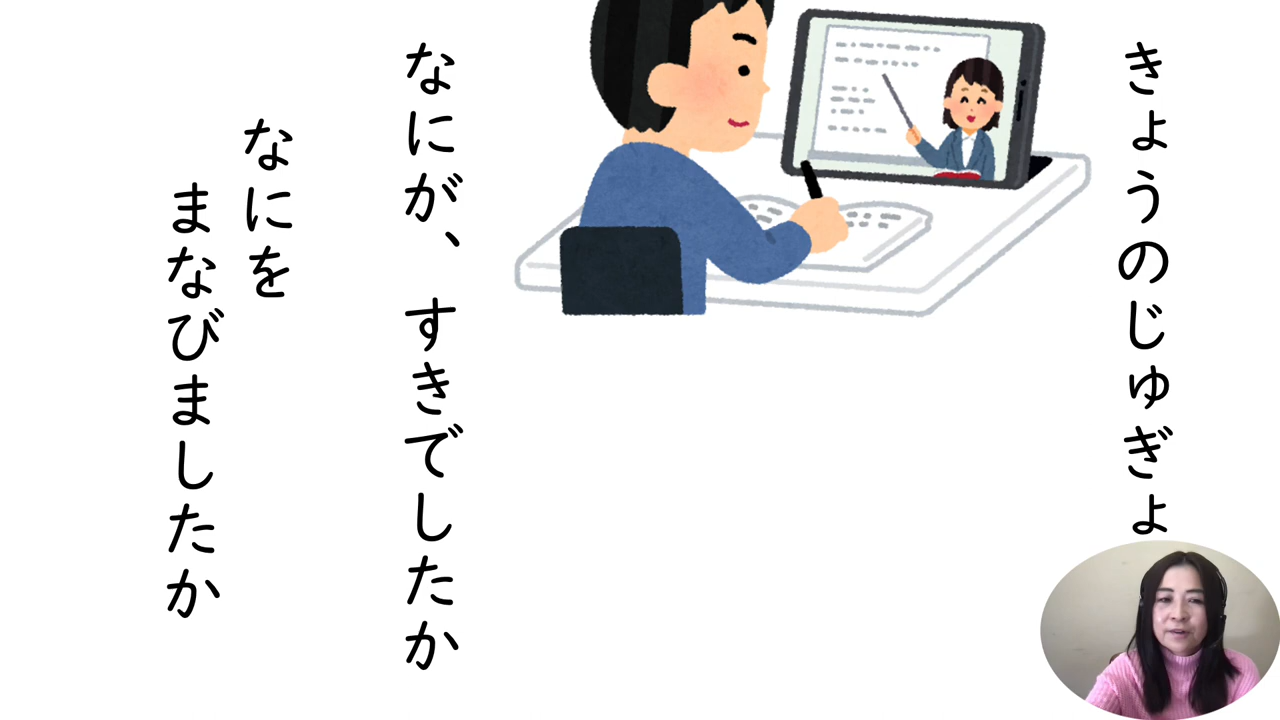 きょうのじゅぎょ
なにが、すきでしたか
なにを
まなびましたか